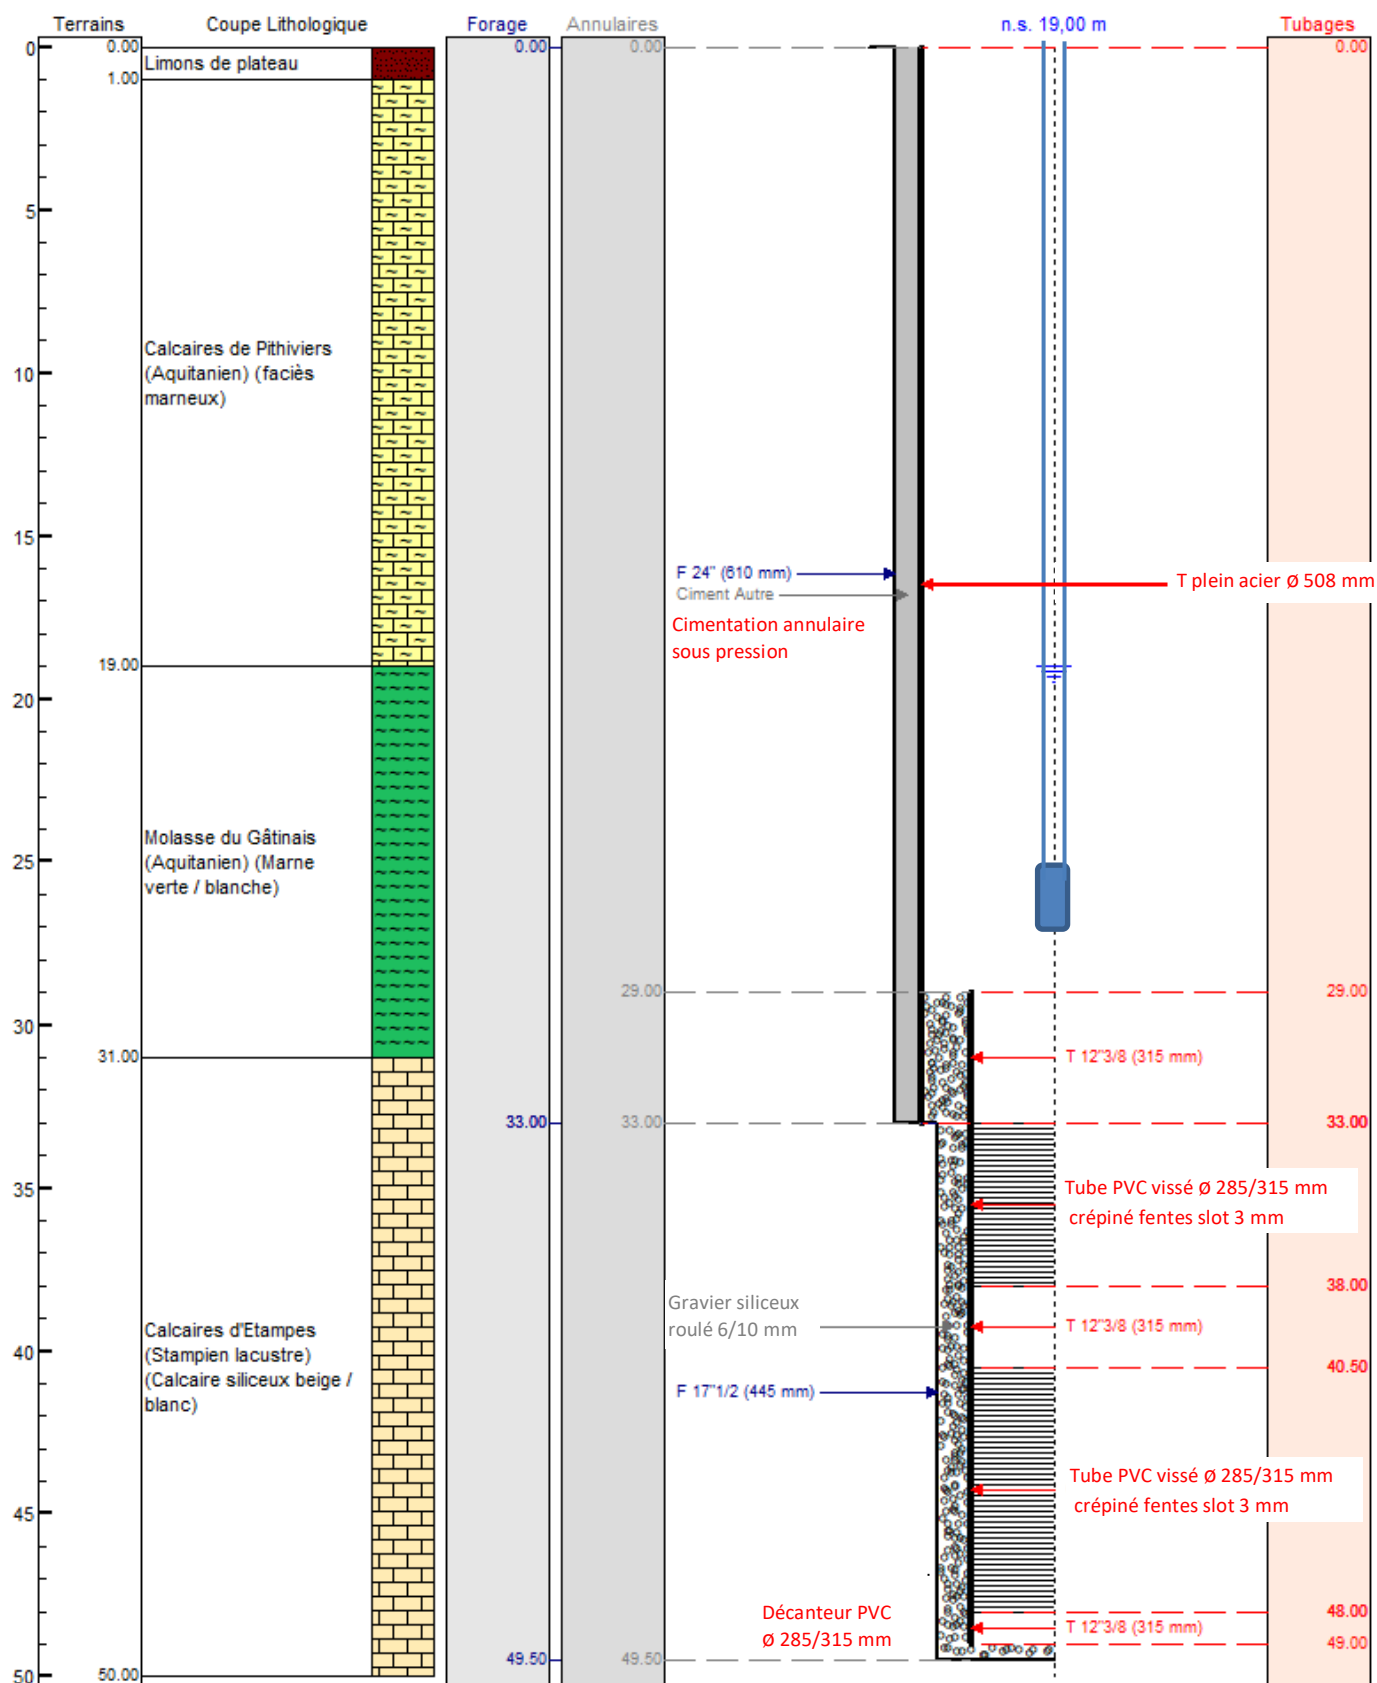 Terrains
Coupe Lithologique
Forage
Annulaires
n.s. 19,00 m
Tubages
0
0.00
0.00
0.00
0.00
Limons de plateau
1.00
5
Calcaires de Pithiviers
(Aquitanien) (faciès
marneux)
10
15
F 24" (610 mm)
Ciment Autre
T plein acier Ø 508 mm
Cimentation annulaire
sous pression
19.00
20
Molasse du Gâtinais
(Aquitanien) (Marne
verte / blanche)
25
29.00
29.00
30
31.00
T 12"3/8 (315 mm)
33.00
33.00
33.00
35
Tube PVC vissé Ø 285/315 mm
crépiné fentes slot 3 mm
38.00
Gravier siliceux
roulé 6/10 mm
T 12"3/8 (315 mm)
Calcaires d'Etampes
(Stampien lacustre)
(Calcaire siliceux beige /
blanc)
40
40.50
F 17"1/2 (445 mm)
Tube PVC vissé Ø 285/315 mm
crépiné fentes slot 3 mm
45
Décanteur PVC
Ø 285/315 mm
48.00
T 12"3/8 (315 mm)
49.00
49.50
49.50
50
50.00